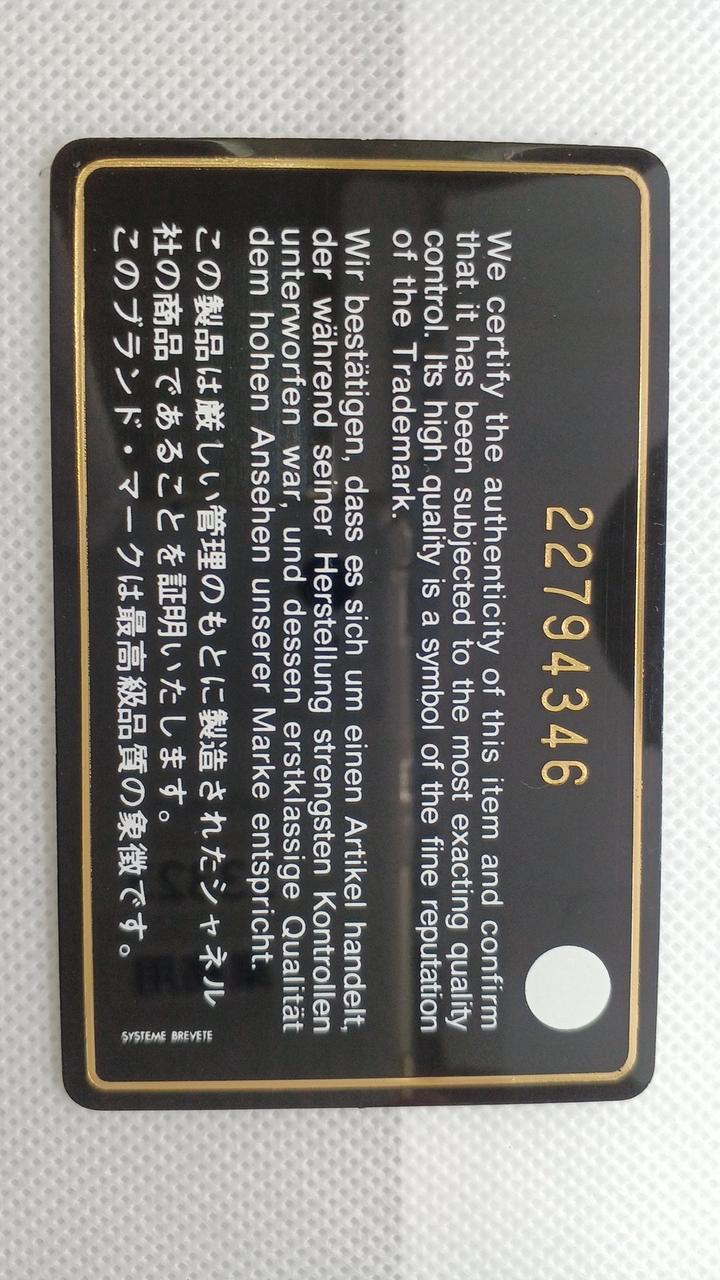 22794346
We certify the authenticity of this item and confirm
that it has been subjected to the most exacting quality
control. Its high quality is a symbol of the fine reputation
of the Trademark.
Wir bestätigen, dass es sich um einen Artikel handelt,
der während seiner Herstellung strengsten Kontrollen
unterworfen war, und dessen erstklassige Qualität
dem hohen Ansehen unserer Marke entspricht.
この製品は厳しい管理のもとに製造されたシャネル
社の商品であることを証明いたします。
このブランド・マークは最高級品質の象徴です。
SYSTEME BREVETE